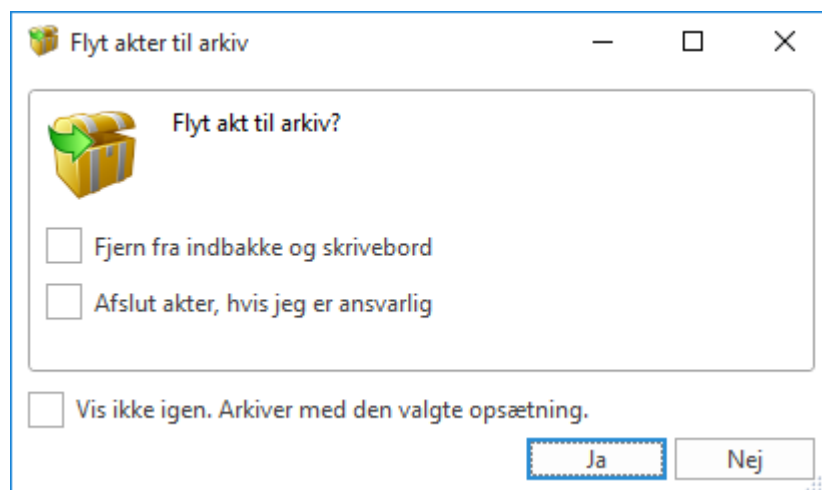 Flyt akter til arkiv
Flyt akt til arkiv?
Fjern fra indbakke og skrivebord
Afslut akter, hvis jeg er ansvarlig
Vis ikke igen. Arkiver med den valgte opsætning.
Ja Nej